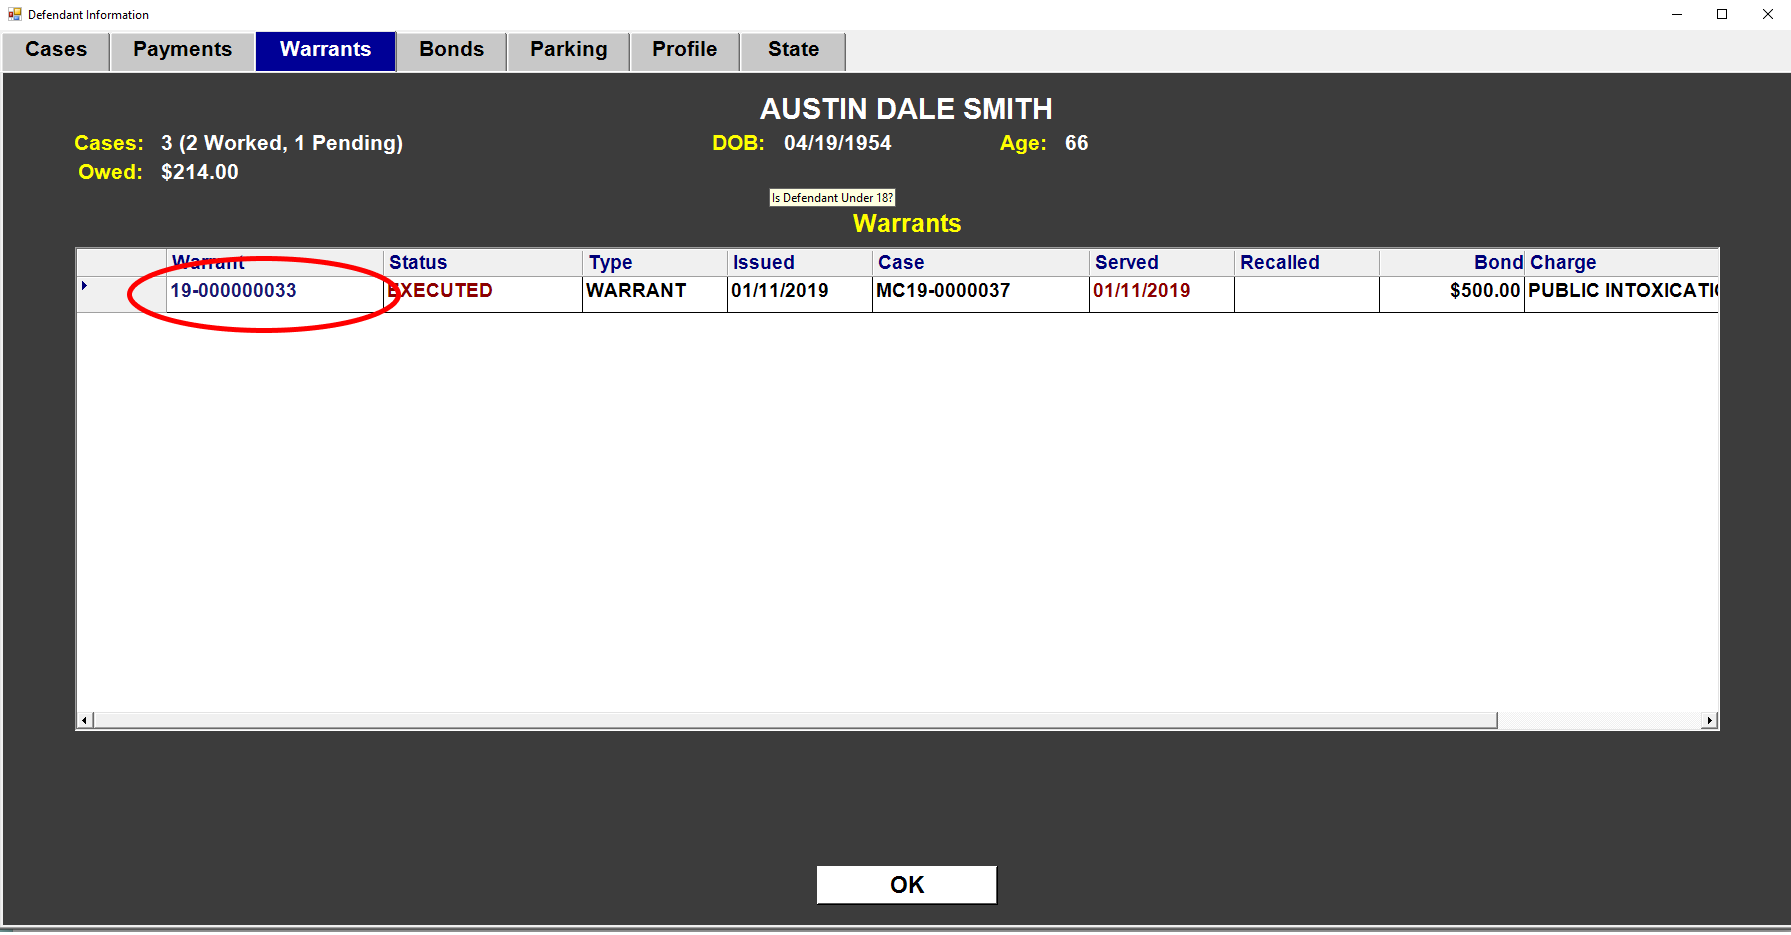 Defendant Information
Cases Payments Warrants Bonds Parking Profile State
AUSTIN DALE SMITH
Cases: 3 (2 Worked, 1 Pending) DOB: 04/19/1954 Age: 66
Owed: $214.00
Is Defendant Under 18?
Warrants
Warrant Status Type Issued Case Served Recalled Bond Charge
19-000000033 EXECUTED WARRANT 01/11/2019 MC19-0000037 01/11/2019 $500.00 PUBLIC INTOXICATI
OK